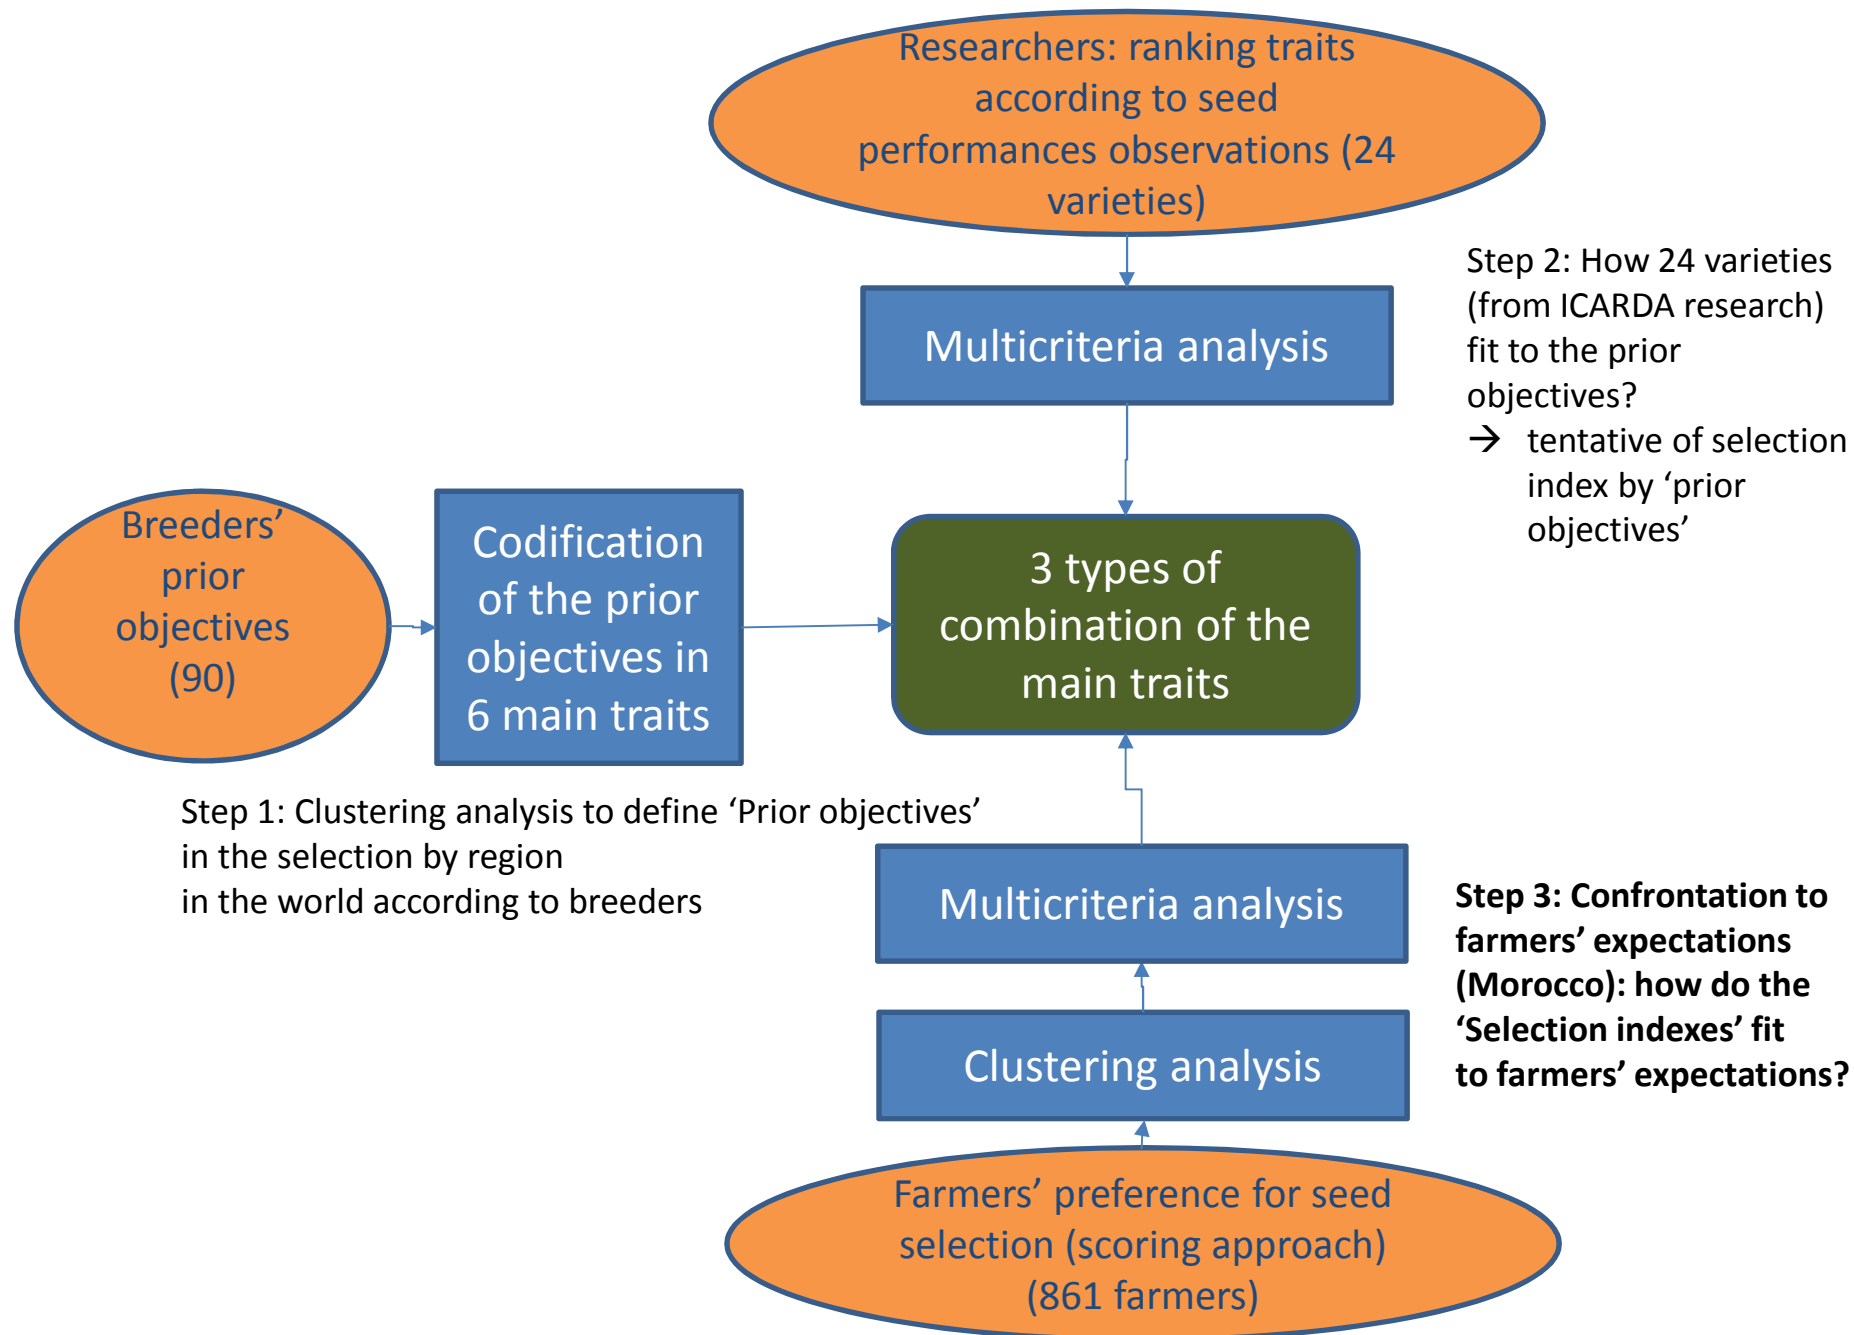 Researchers: ranking traits
according to seed
performances observations (24
varieties)
Multicriteria analysis
Step 2: How 24 varieties
(from ICARDA research)
fit to the prior
objectives?
→ tentative of selection
index by ‘prior
objectives’
Breeders’
prior
objectives
(90)
Codification
of the prior
objectives in
6 main traits
3 types of
combination of the
main traits
Step 1: Clustering analysis to define ‘Prior objectives’
in the selection by region
in the world according to breeders
Multicriteria analysis
Step 3: Confrontation to
farmers’ expectations
(Morocco): how do the
‘Selection indexes’ fit
to farmers’ expectations?
Clustering analysis
Farmers’ preference for seed
selection (scoring approach)
(861 farmers)